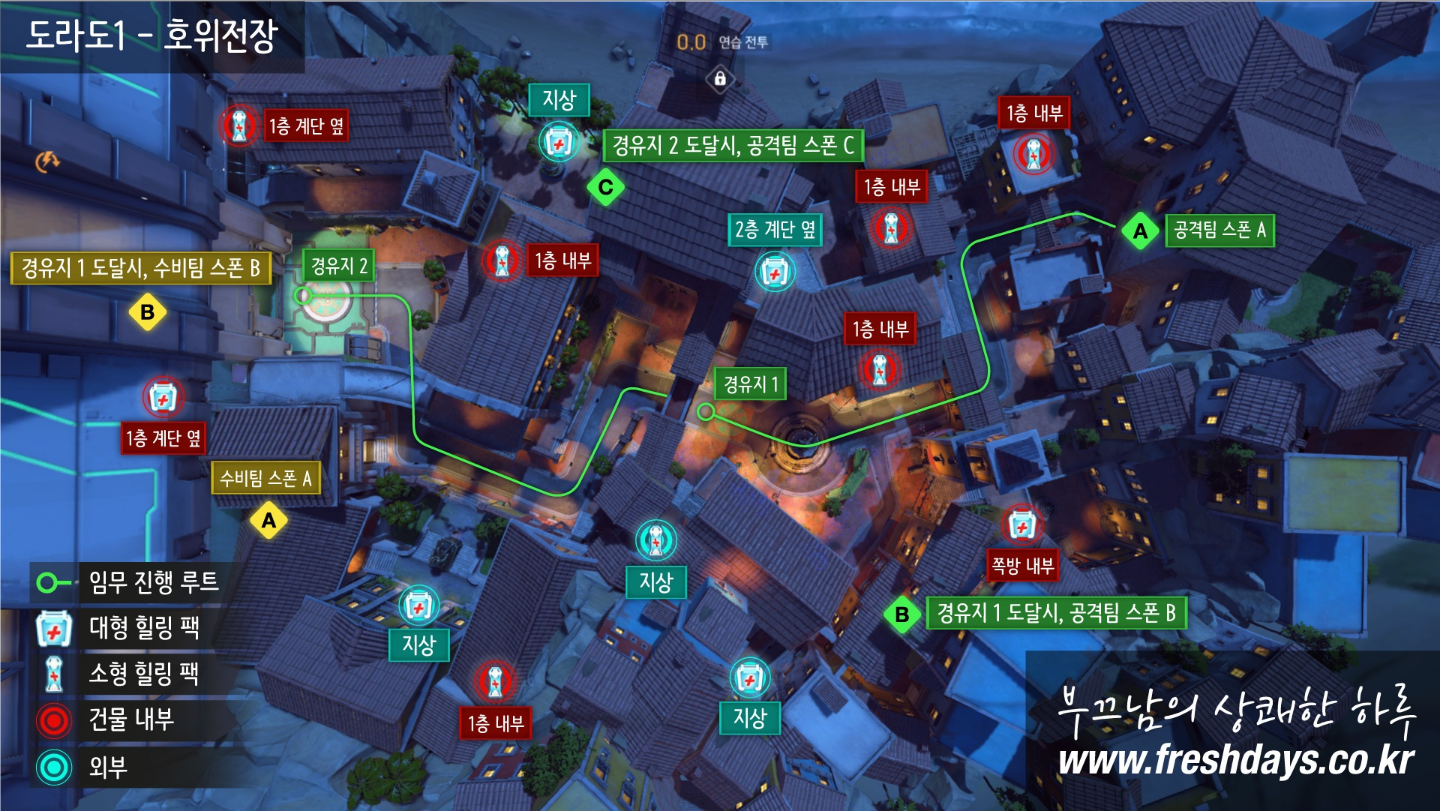 도라도1 - 호위전장
0.0 연습 전투
지상
1층 계단 옆
1층 내부
경유지 2 도달시, 공격팀 스폰 C
C
1층 내부
2층 계단 옆
A
공격팀 스폰 A
경유지 1 도달시, 수비팀 스폰 B
경유지 2
1층 내부
B
1층 내부
경유지 1
1층 계단 옆
수비팀 스폰 A
A
쪽방 내부
지상
지상
B
경유지 1 도달시, 공격팀 스폰 B
1층 내부
지상
임무 진행 루트
대형 힐링 팩
소형 힐링 팩
건물 내부
외부
부끄남의 상쾌한 하루
www.freshdays.co.kr